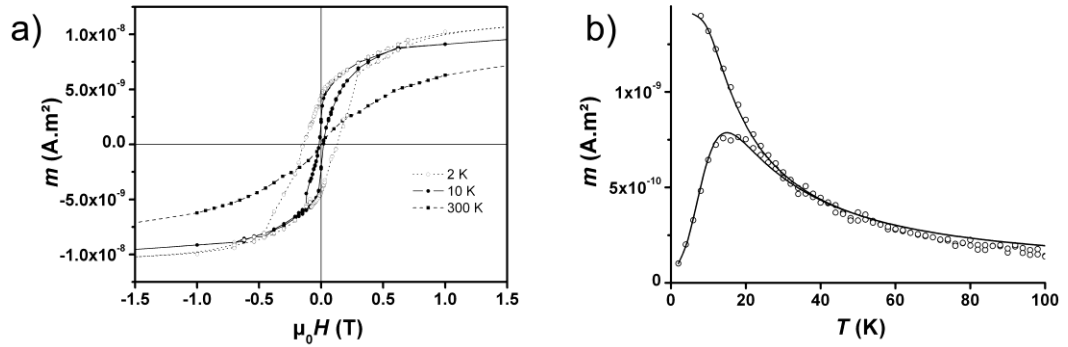 a)
1.0x10⁻⁸
5.0x10⁻⁹
0.0
-5.0x10⁻⁹
-1.0x10⁻⁸
m (A.m²)
-1.5 -1.0 -0.5 0.0 0.5 1.0 1.5
μ₀H (T)
2 K
10 K
300 K
b)
1x10⁻⁹
5x10⁻¹⁰
0
m (A.m²)
0 20 40 60 80 100
T (K)